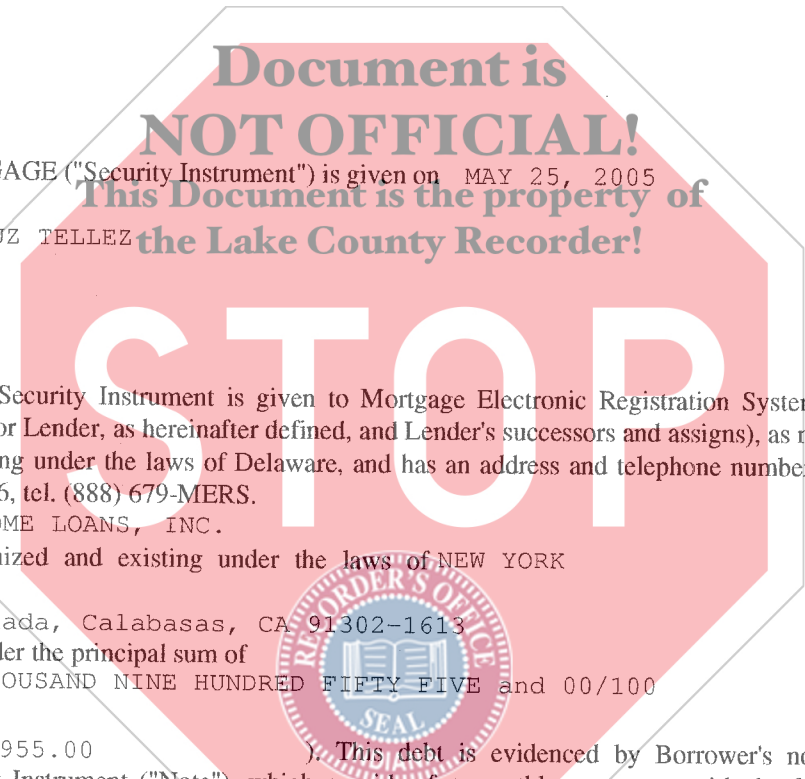 Document is
NOT OFFICIAL!
GAGE ("Security Instrument") is given on MAY 25, 2005
This Document is the property of
UZ TELLEZ
the Lake County Recorder!
STOP
Security Instrument is given to Mortgage Electronic Registration System
or Lender, as hereinafter defined, and Lender's successors and assigns), as
ng under the laws of Delaware, and has an address and telephone number
6, tel. (888) 679-MERS.
OME LOANS, INC.
nized and existing under the laws of NEW YORK
ada, Calabasas, CA 91302-1613
der the principal sum of
OUSAND NINE HUNDRED FIFTY FIVE and 00/100
RECORDER'S OFFICE
SEAL
955.00 ). This debt is evidenced by Borrower's
Instrument ("Note"), which